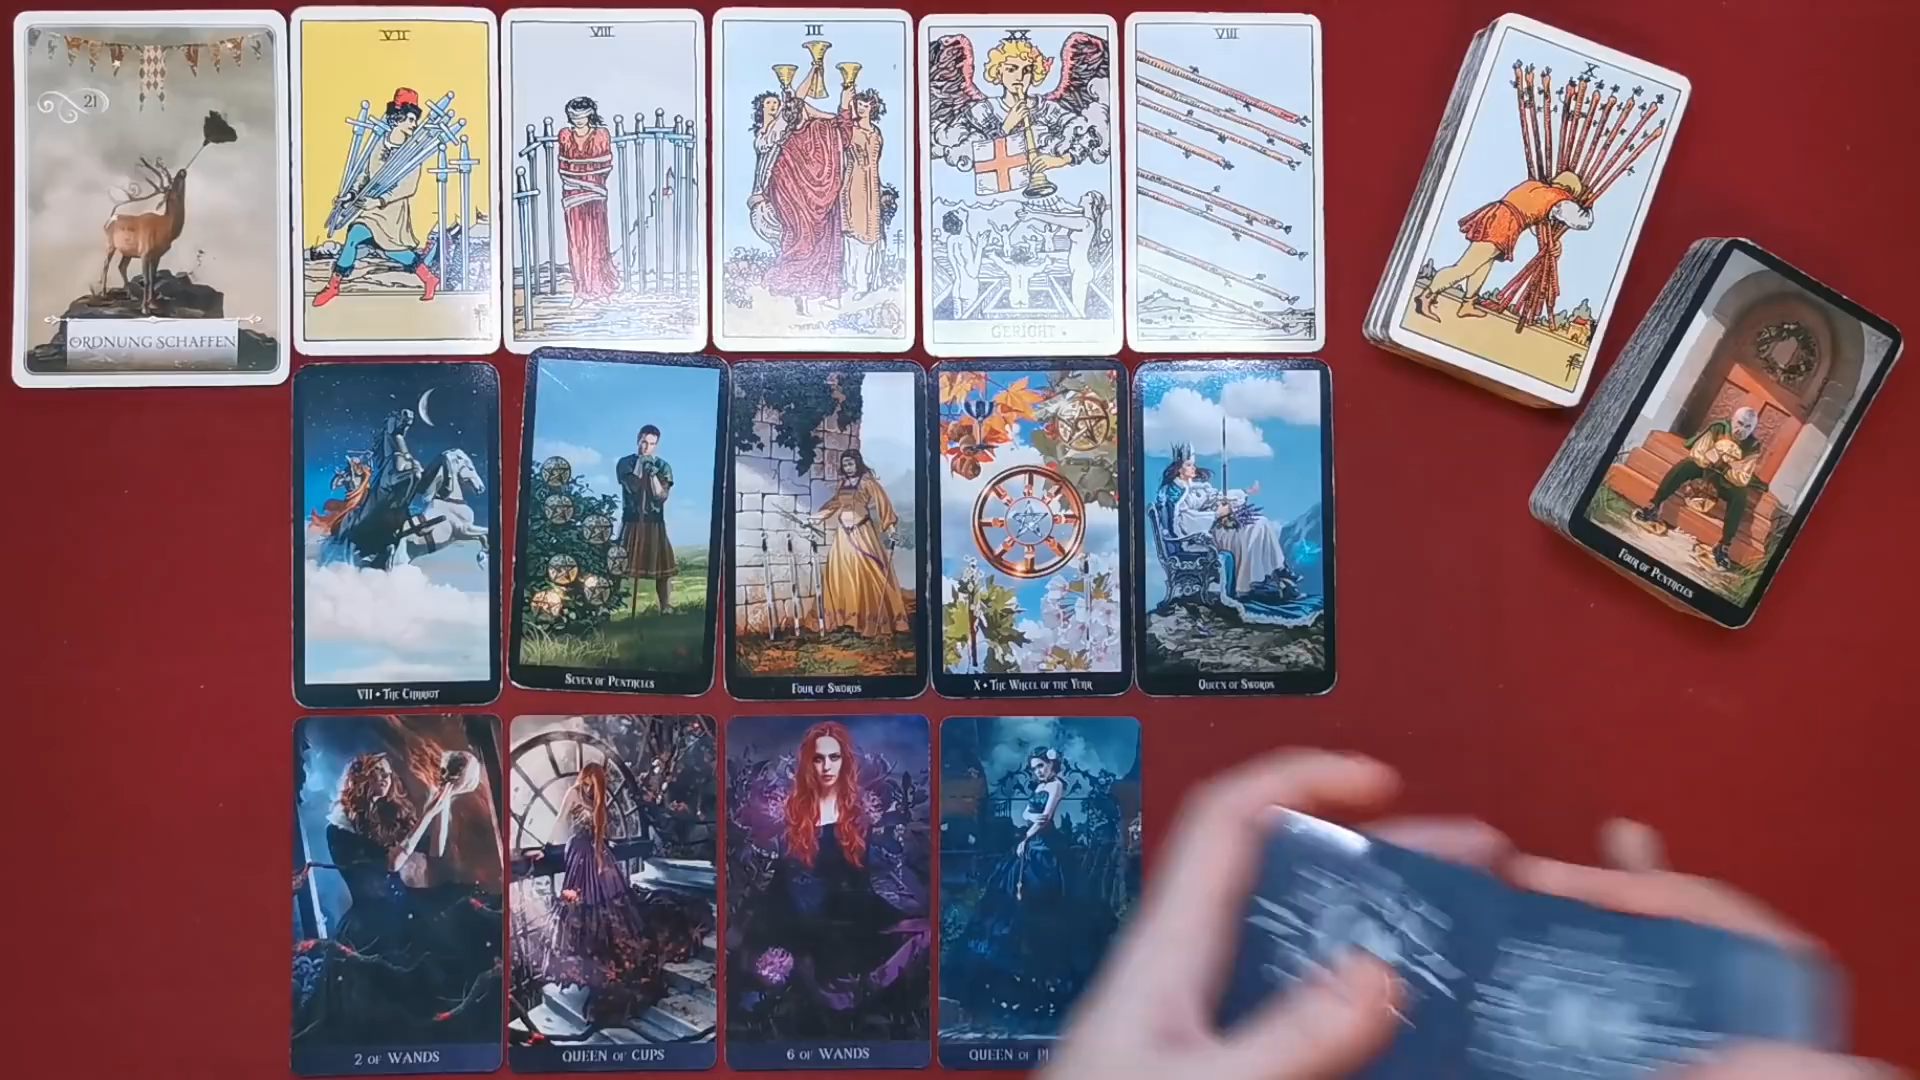 21
ORDNUNG SCHAFFEN
VII
VIII
III
XX
GERICHT
VIII
X
VII • THE CHARIOT
SEVEN OF PENTACLES
FOUR OF SWORDS
X • THE WHEEL OF THE YEAR
QUEEN OF SWORDS
FOUR OF PENTACLES
2 OF WANDS
QUEEN OF CUPS
6 OF WANDS
QUEEN OF